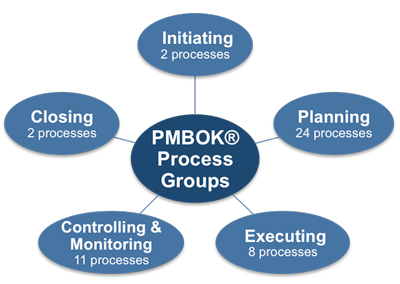 Initiating
2 processes
Closing
2 processes
Planning
24 processes
PMBOK®
Process
Groups
Controlling &
Monitoring
11 processes
Executing
8 processes